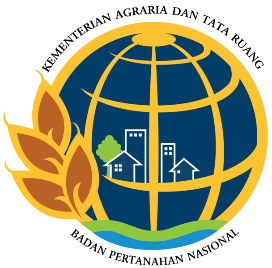 KEMENTERIAN AGRARIA DAN TATA RUANG
BADAN PERTANAHAN NASIONAL